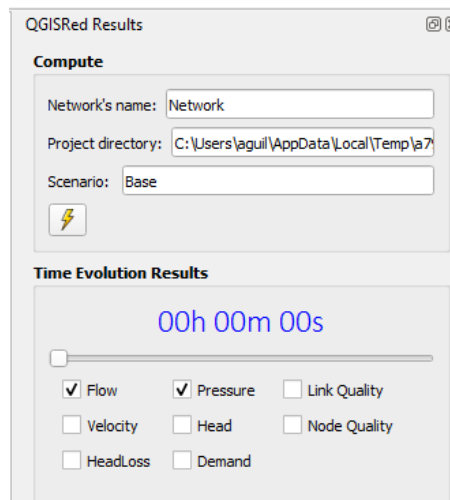 QGISRed Results
Compute
Network's name: Network
Project directory: C:\Users\aguil\AppData\Local\Temp\a7
Scenario: Base
Time Evolution Results
00h 00m 00s
Flow Pressure Link Quality
Velocity Head Node Quality
HeadLoss Demand